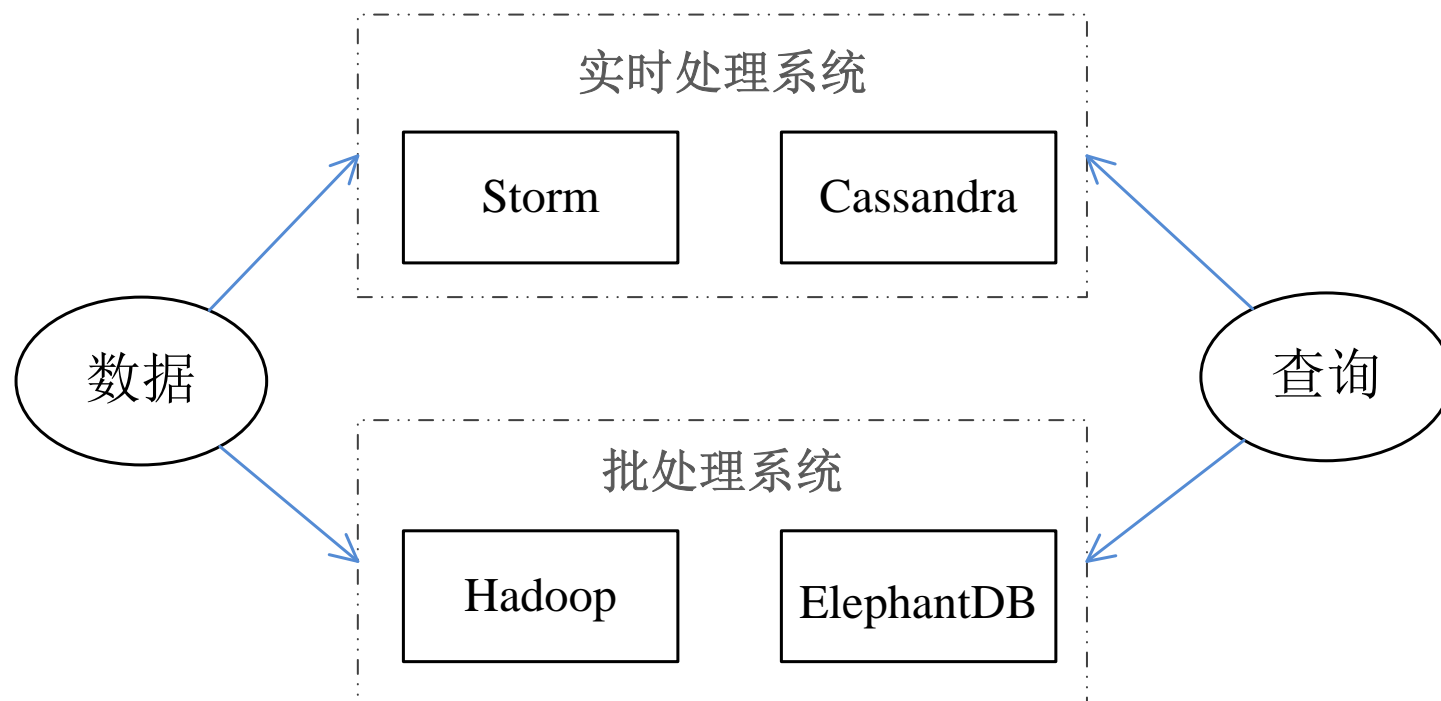 实时处理系统
Storm
Cassandra
数据
查询
批处理系统
Hadoop
ElephantDB